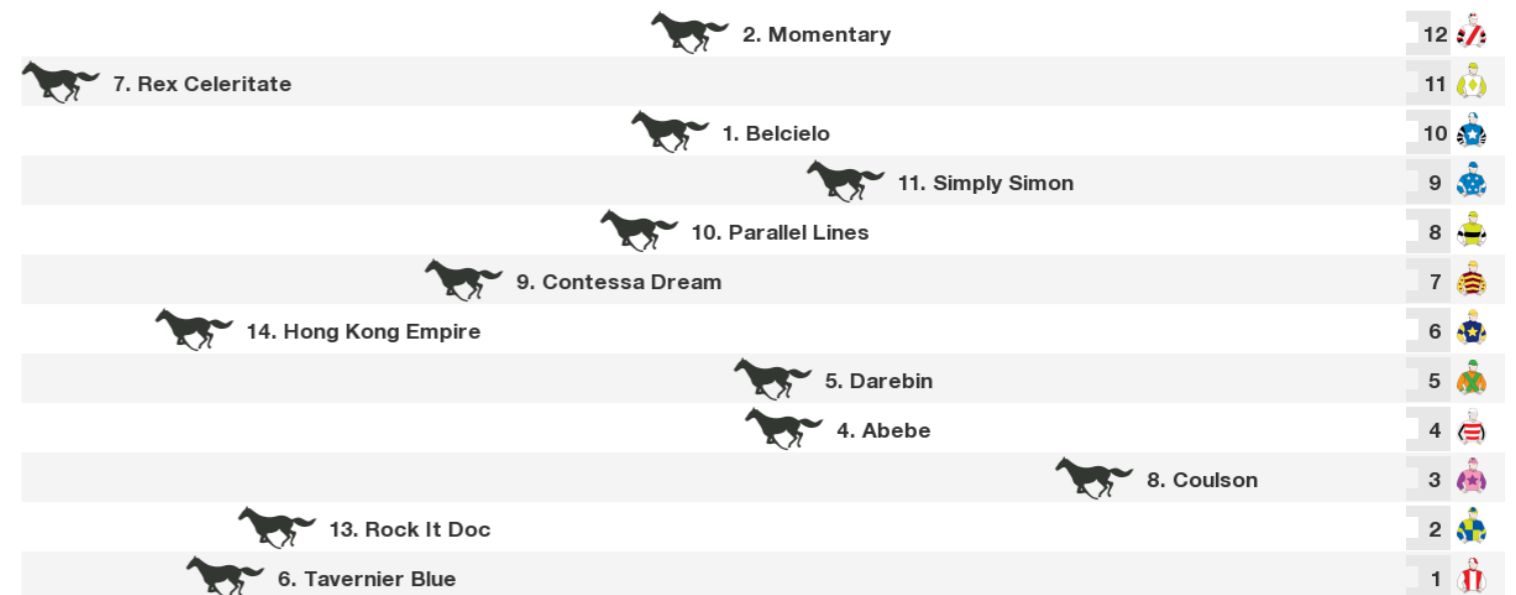 2. Momentary 12
7. Rex Celeritate 11
1. Belcielo 10
11. Simply Simon 9
10. Parallel Lines 8
9. Contessa Dream 7
14. Hong Kong Empire 6
5. Darebin 5
4. Abebe 4
8. Coulson 3
13. Rock It Doc 2
6. Tavernier Blue 1